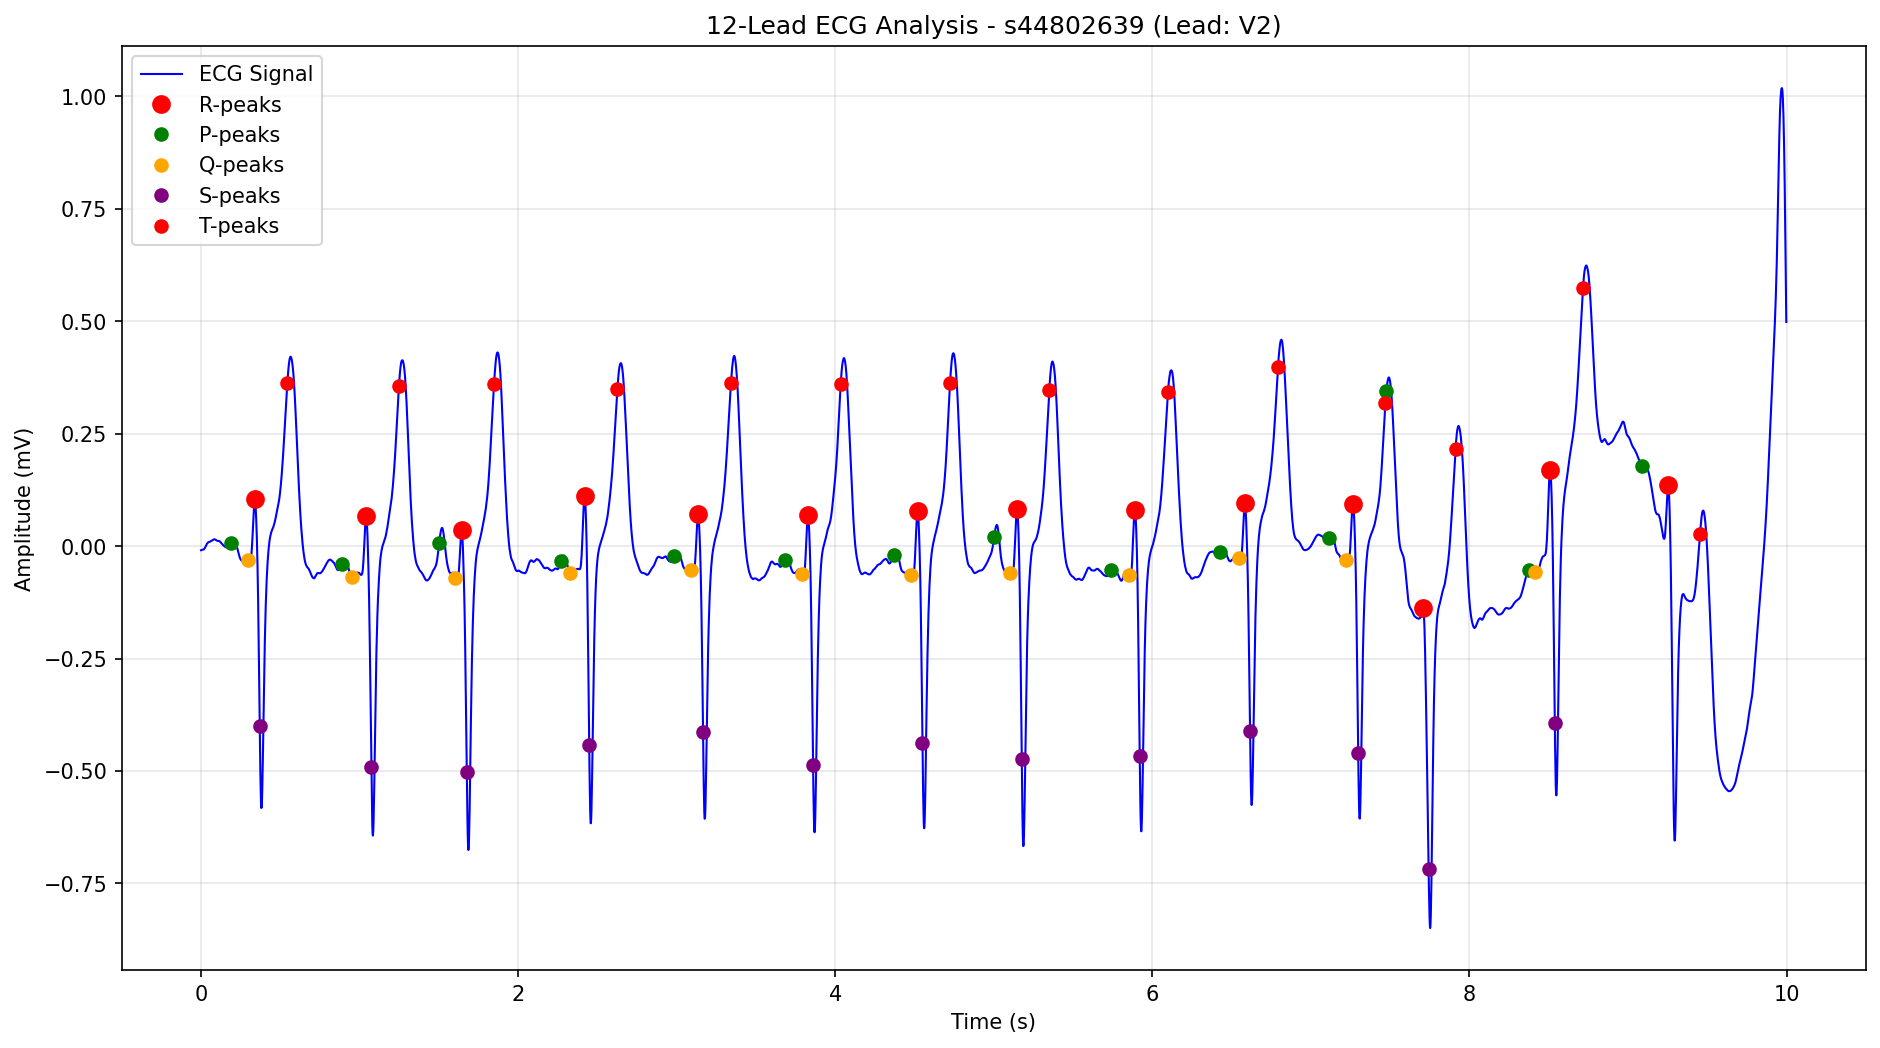 12-Lead ECG Analysis - s44802639 (Lead: V2)
ECG Signal
R-peaks
P-peaks
Q-peaks
S-peaks
T-peaks
Amplitude (mV)
1.00
0.75
0.50
0.25
0.00
−0.25
−0.50
−0.75
0 2 4 6 8 10
Time (s)